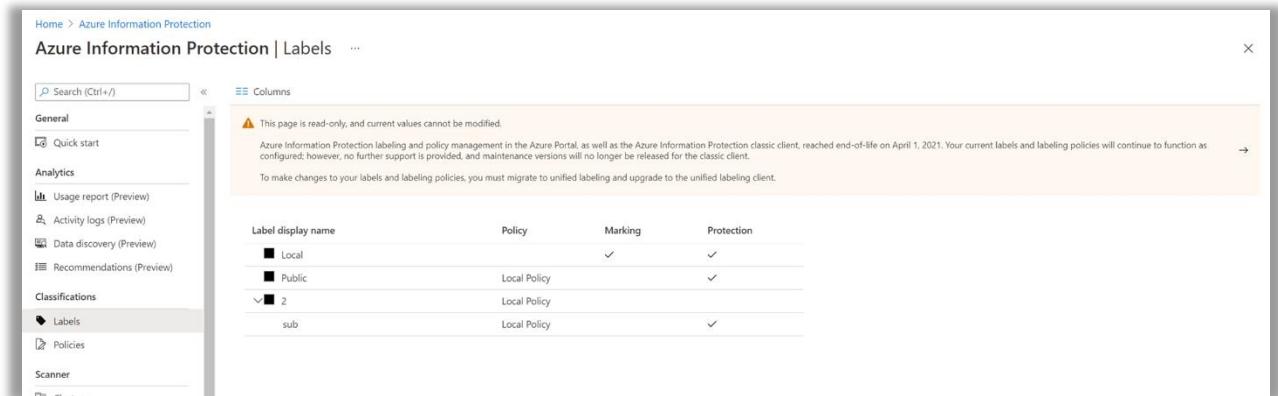 Home > Azure Information Protection
Azure Information Protection | Labels ...
Search (Ctrl+/)
«
Columns
General
Quick start
Analytics
Usage report (Preview)
Activity logs (Preview)
Data discovery (Preview)
Recommendations (Preview)
Classifications
Labels
Policies
Scanner
This page is read-only, and current values cannot be modified.
Azure Information Protection labeling and policy management in the Azure Portal, as well as the Azure Information Protection classic client, reached end-of-life on April 1, 2021. Your current labels and labeling policies will continue to function as
configured; however, no further support is provided, and maintenance versions will no longer be released for the classic client.
To make changes to your labels and labeling policies, you must migrate to unified labeling and upgrade to the unified labeling client.
Label display name Policy Marking Protection
Local ✓ ✓
Public Local Policy ✓
2 Local Policy
sub Local Policy ✓